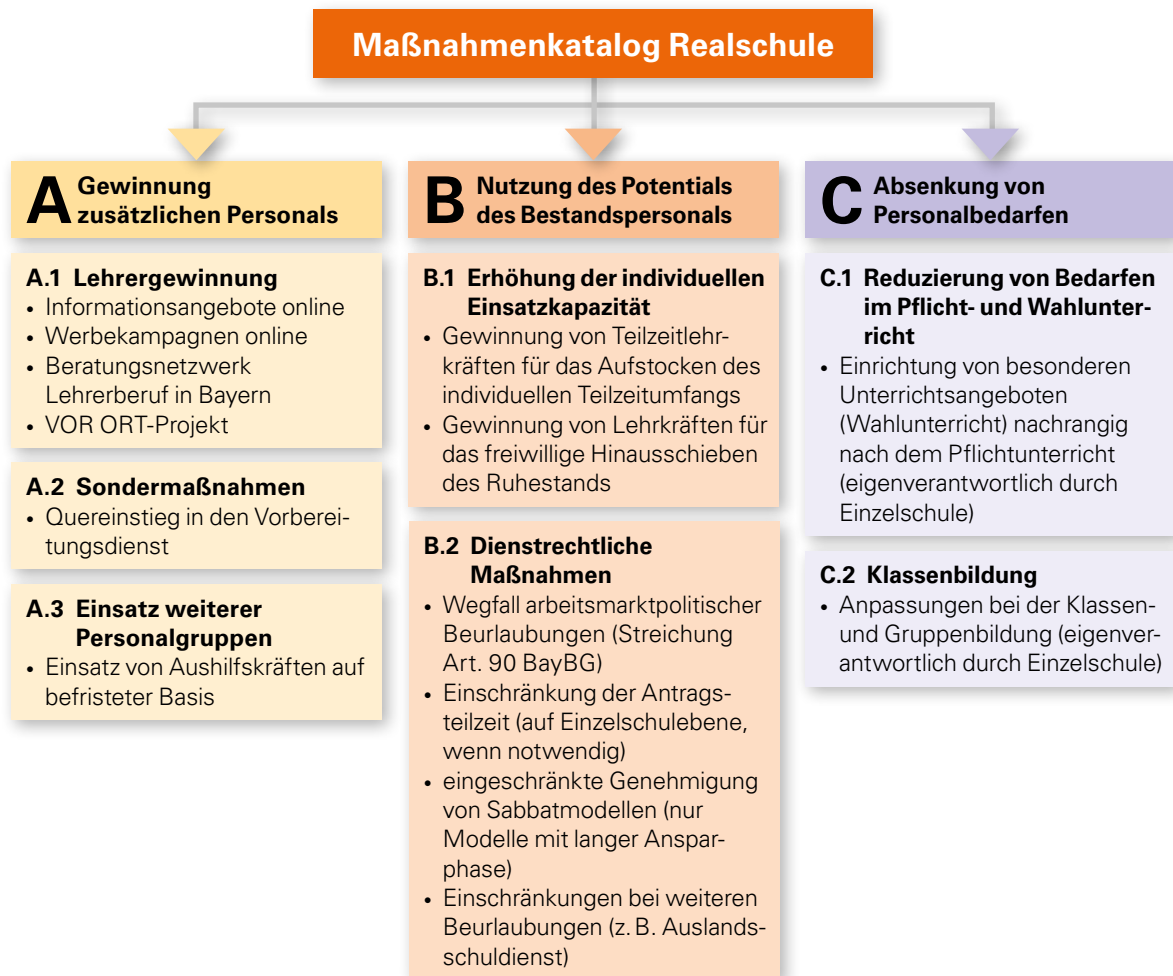 Maßnahmenkatalog Realschule
A Gewinnung
zusätzlichen Personals
A.1 Lehrergewinnung
• Informationsangebote online
• Werbekampagnen online
• Beratungsnetzwerk
Lehrerberuf in Bayern
• VOR ORT-Projekt
A.2 Sondermaßnahmen
• Quereinstieg in den Vorberei-
tungsdienst
A.3 Einsatz weiterer
Personalgruppen
• Einsatz von Aushilfskräften auf
befristeter Basis
B Nutzung des Potentials
des Bestandspersonals
B.1 Erhöhung der individuellen
Einsatzkapazität
• Gewinnung von Teilzeitlehr-
kräften für das Aufstocken des
individuellen Teilzeitumfangs
• Gewinnung von Lehrkräften für
das freiwillige Hinausschieben
des Ruhestands
B.2 Dienstrechtliche
Maßnahmen
• Wegfall arbeitsmarktpolitischer
Beurlaubungen (Streichung
Art. 90 BayBG)
• Einschränkung der Antrags-
teilzeit (auf Einzelschulebene,
wenn notwendig)
• eingeschränkte Genehmigung
von Sabbatmodellen (nur
Modelle mit langer Anspar-
phase)
• Einschränkungen bei weiteren
Beurlaubungen (z. B. Auslands-
schuldienst)
C Absenkung von
Personalbedarfen
C.1 Reduzierung von Bedarfen
im Pflicht- und Wahlunter-
richt
• Einrichtung von besonderen
Unterrichtsangeboten
(Wahlunterricht) nachrangig
nach dem Pflichtunterricht
(eigenverantwortlich durch
Einzelschule)
C.2 Klassenbildung
• Anpassungen bei der Klassen-
und Gruppenbildung (eigenver-
antwortlich durch Einzelschule)